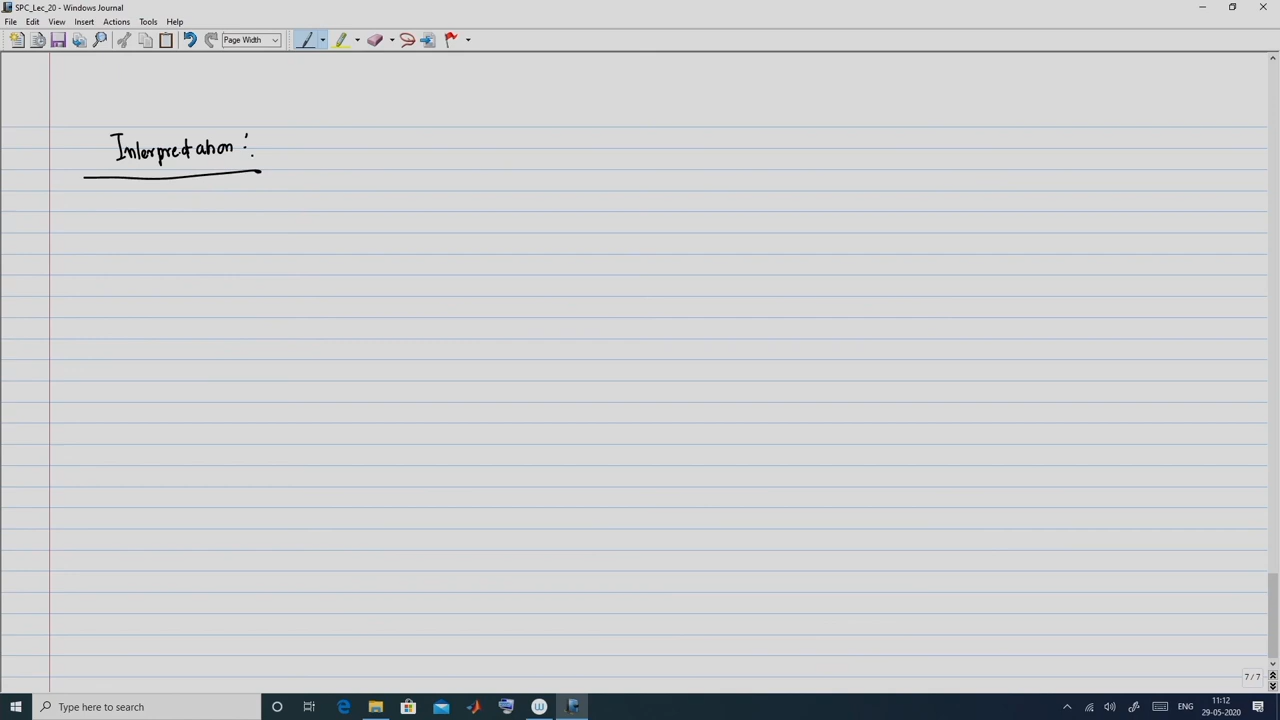 SPC_Lec_20 - Windows Journal
File Edit View Insert Actions Tools Help
Page Width
Interpretation :
7 / 7
Type here to search
ENG
11:12
29-05-2020